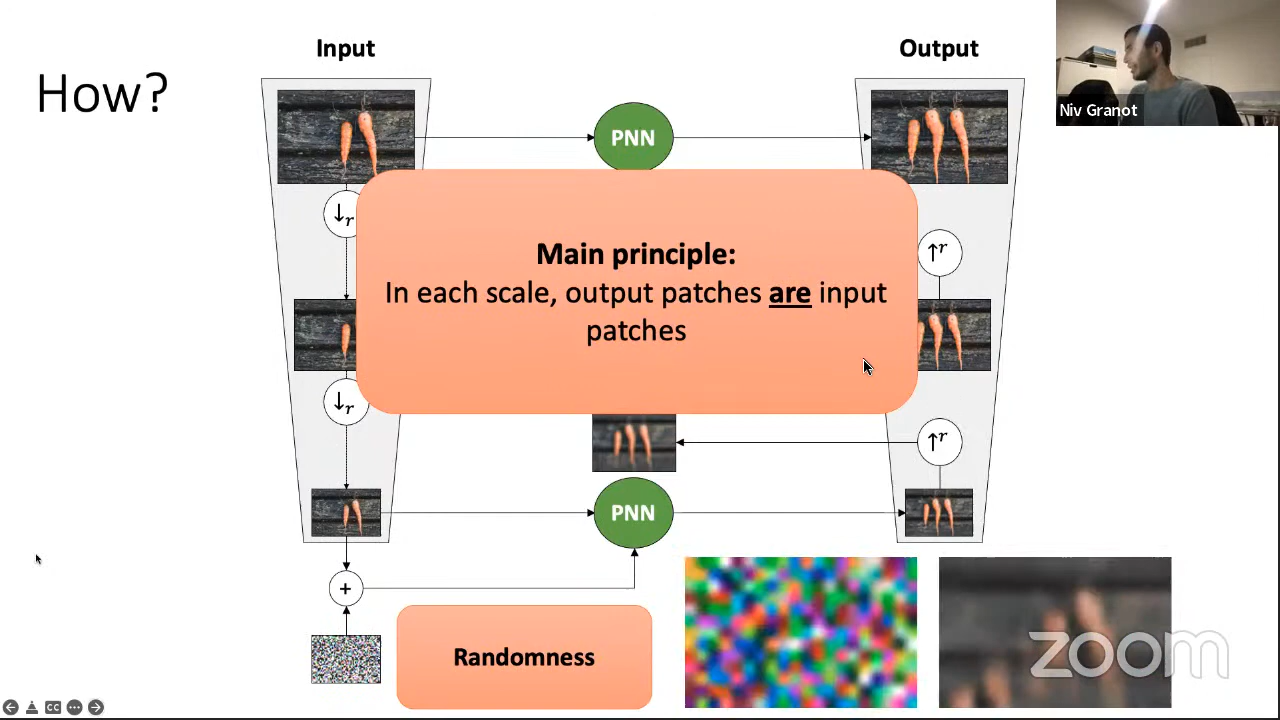 Input
Output
How?
Niv Granot
PNN
↓r
↑r
Main principle:
In each scale, output patches are input
patches
↓r
↑r
PNN
+
Randomness
zoom
CC